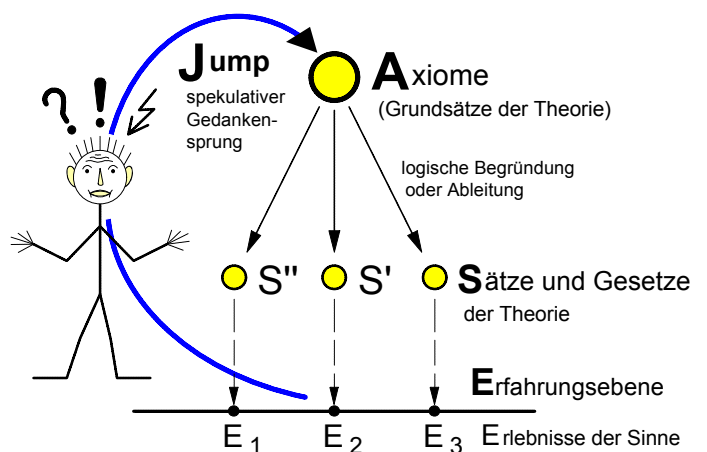 ? !
Jump
spekulativer
Gedanken-
sprung
Axiome
(Grundsätze der Theorie)
logische Begründung
oder Ableitung
S" S' Sätze und Gesetze
der Theorie
Erfahrungsebene
E1 E2 E3 Erlebnisse der Sinne